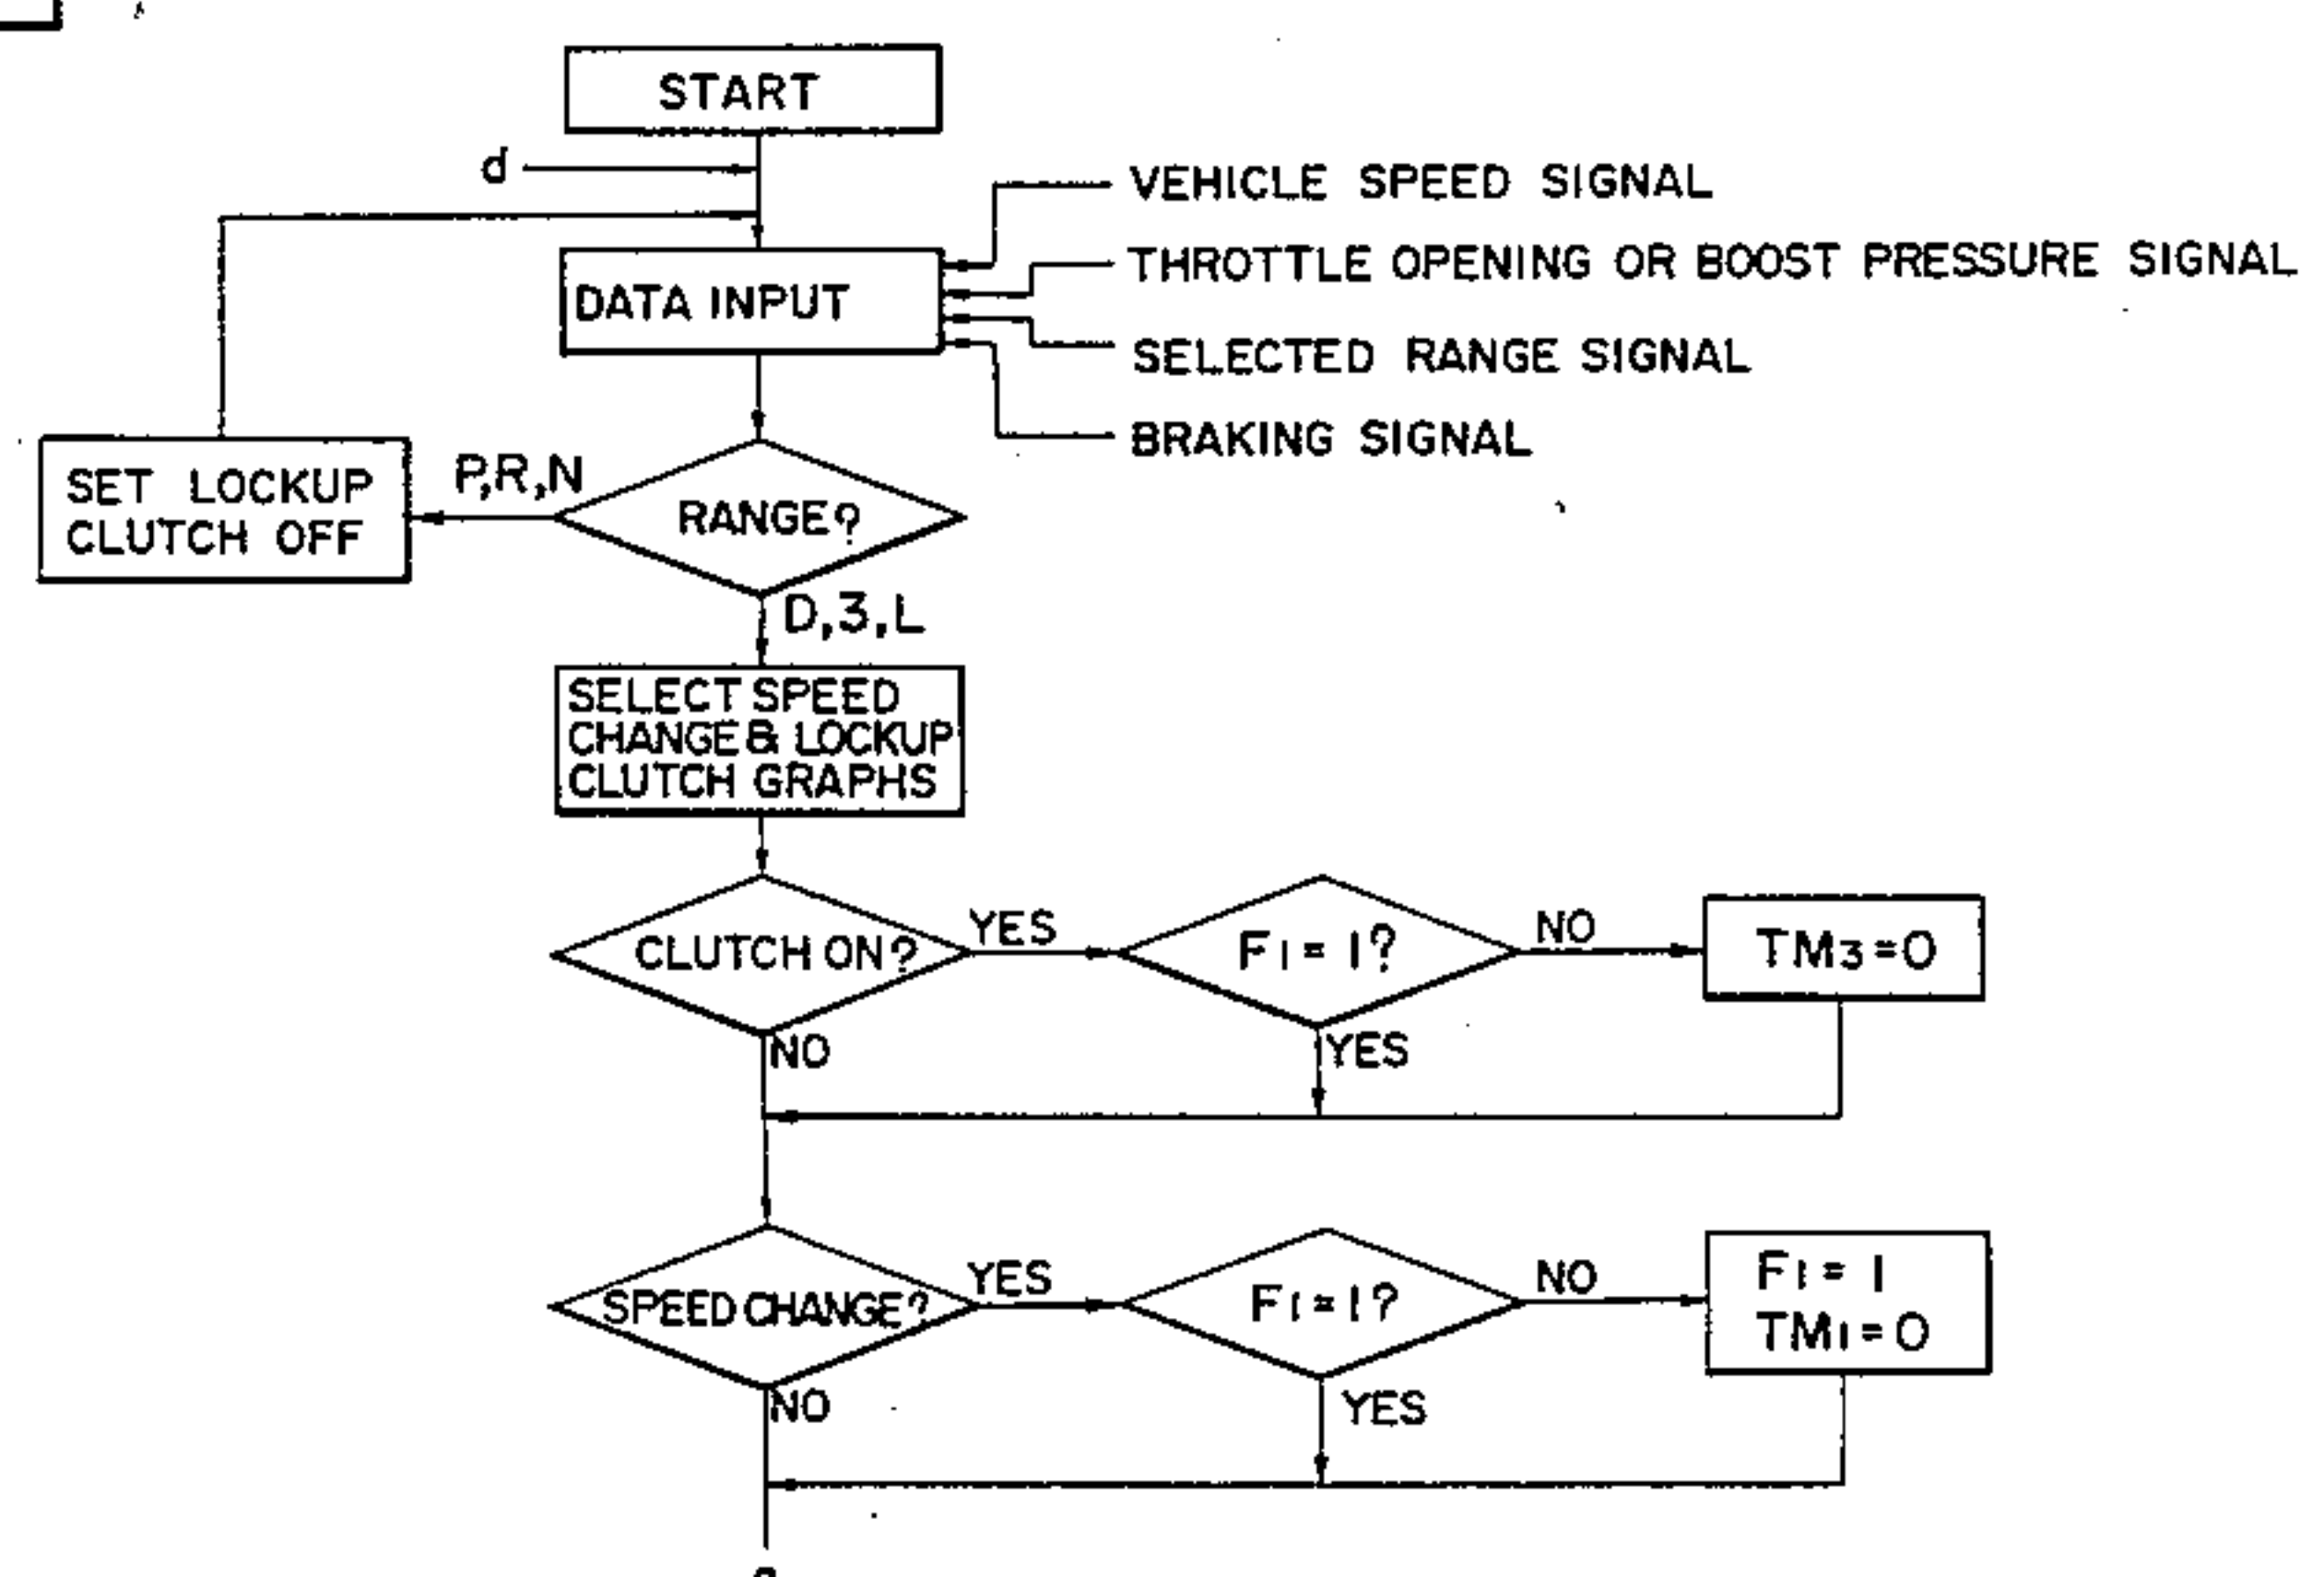 START
d
VEHICLE SPEED SIGNAL
THROTTLE OPENING OR BOOST PRESSURE SIGNAL
DATA INPUT
SELECTED RANGE SIGNAL
BRAKING SIGNAL
P,R,N
SET LOCKUP
CLUTCH OFF
RANGE?
D,3,L
SELECT SPEED
CHANGE & LOCKUP
CLUTCH GRAPHS
CLUTCH ON?
YES
F1=1?
NO
TM3=0
NO
YES
SPEED CHANGE?
YES
F1=1?
NO
F1=1
TM1=0
NO
YES